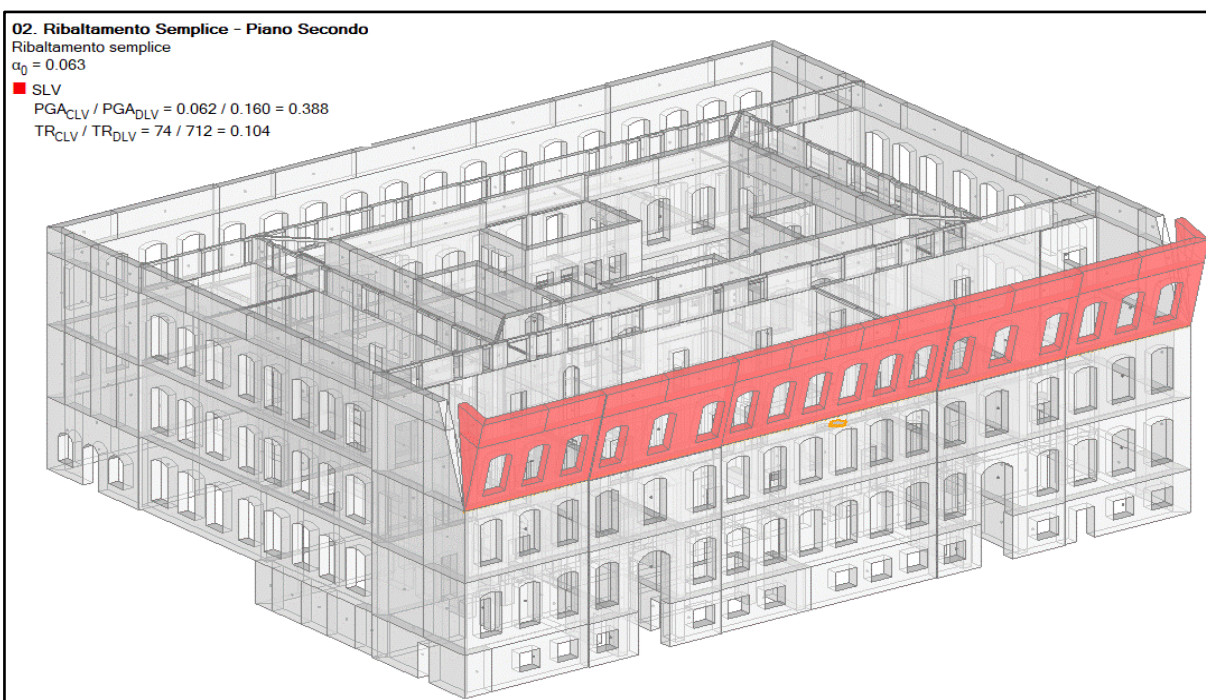 02. Ribaltamento Semplice - Piano Secondo
Ribaltamento semplice
α0 = 0.063
SLV
PGACLV / PGADLV = 0.062 / 0.160 = 0.388
TRCLV / TRDLV = 74 / 712 = 0.104